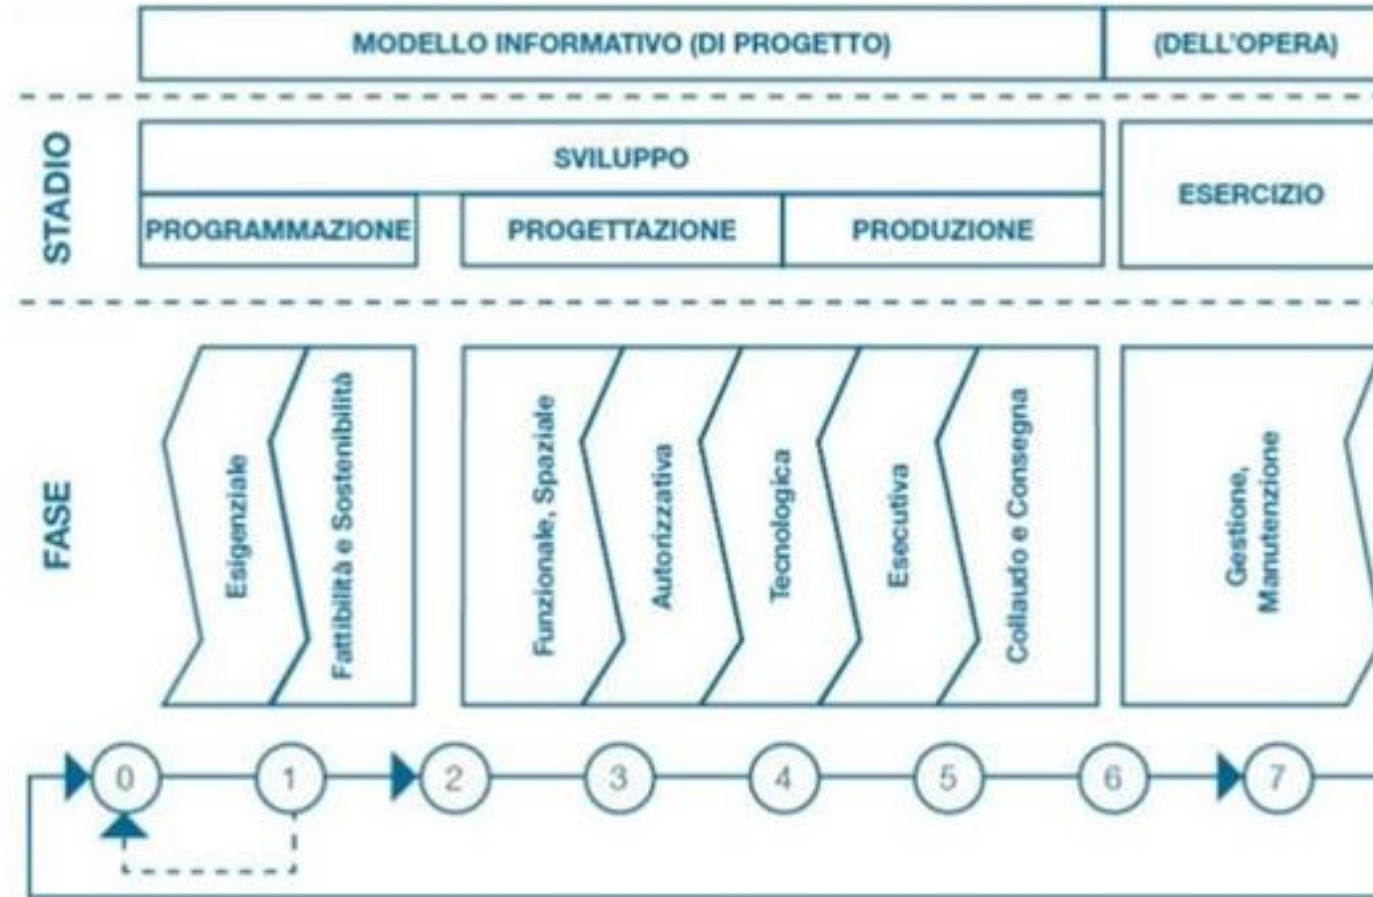 MODELLO INFORMATIVO (DI PROGETTO)
(DELL'OPERA)
STADIO
SVILUPPO
ESERCIZIO
PROGRAMMAZIONE
PROGETTAZIONE
PRODUZIONE
FASE
Esigenziale
Fattibilità e Sostenibilità
Funzionale, Spaziale
Autorizzativa
Tecnologica
Esecutiva
Collaudo e Consegna
Gestione,
Manutenzione
0 1 2 3 4 5 6 7